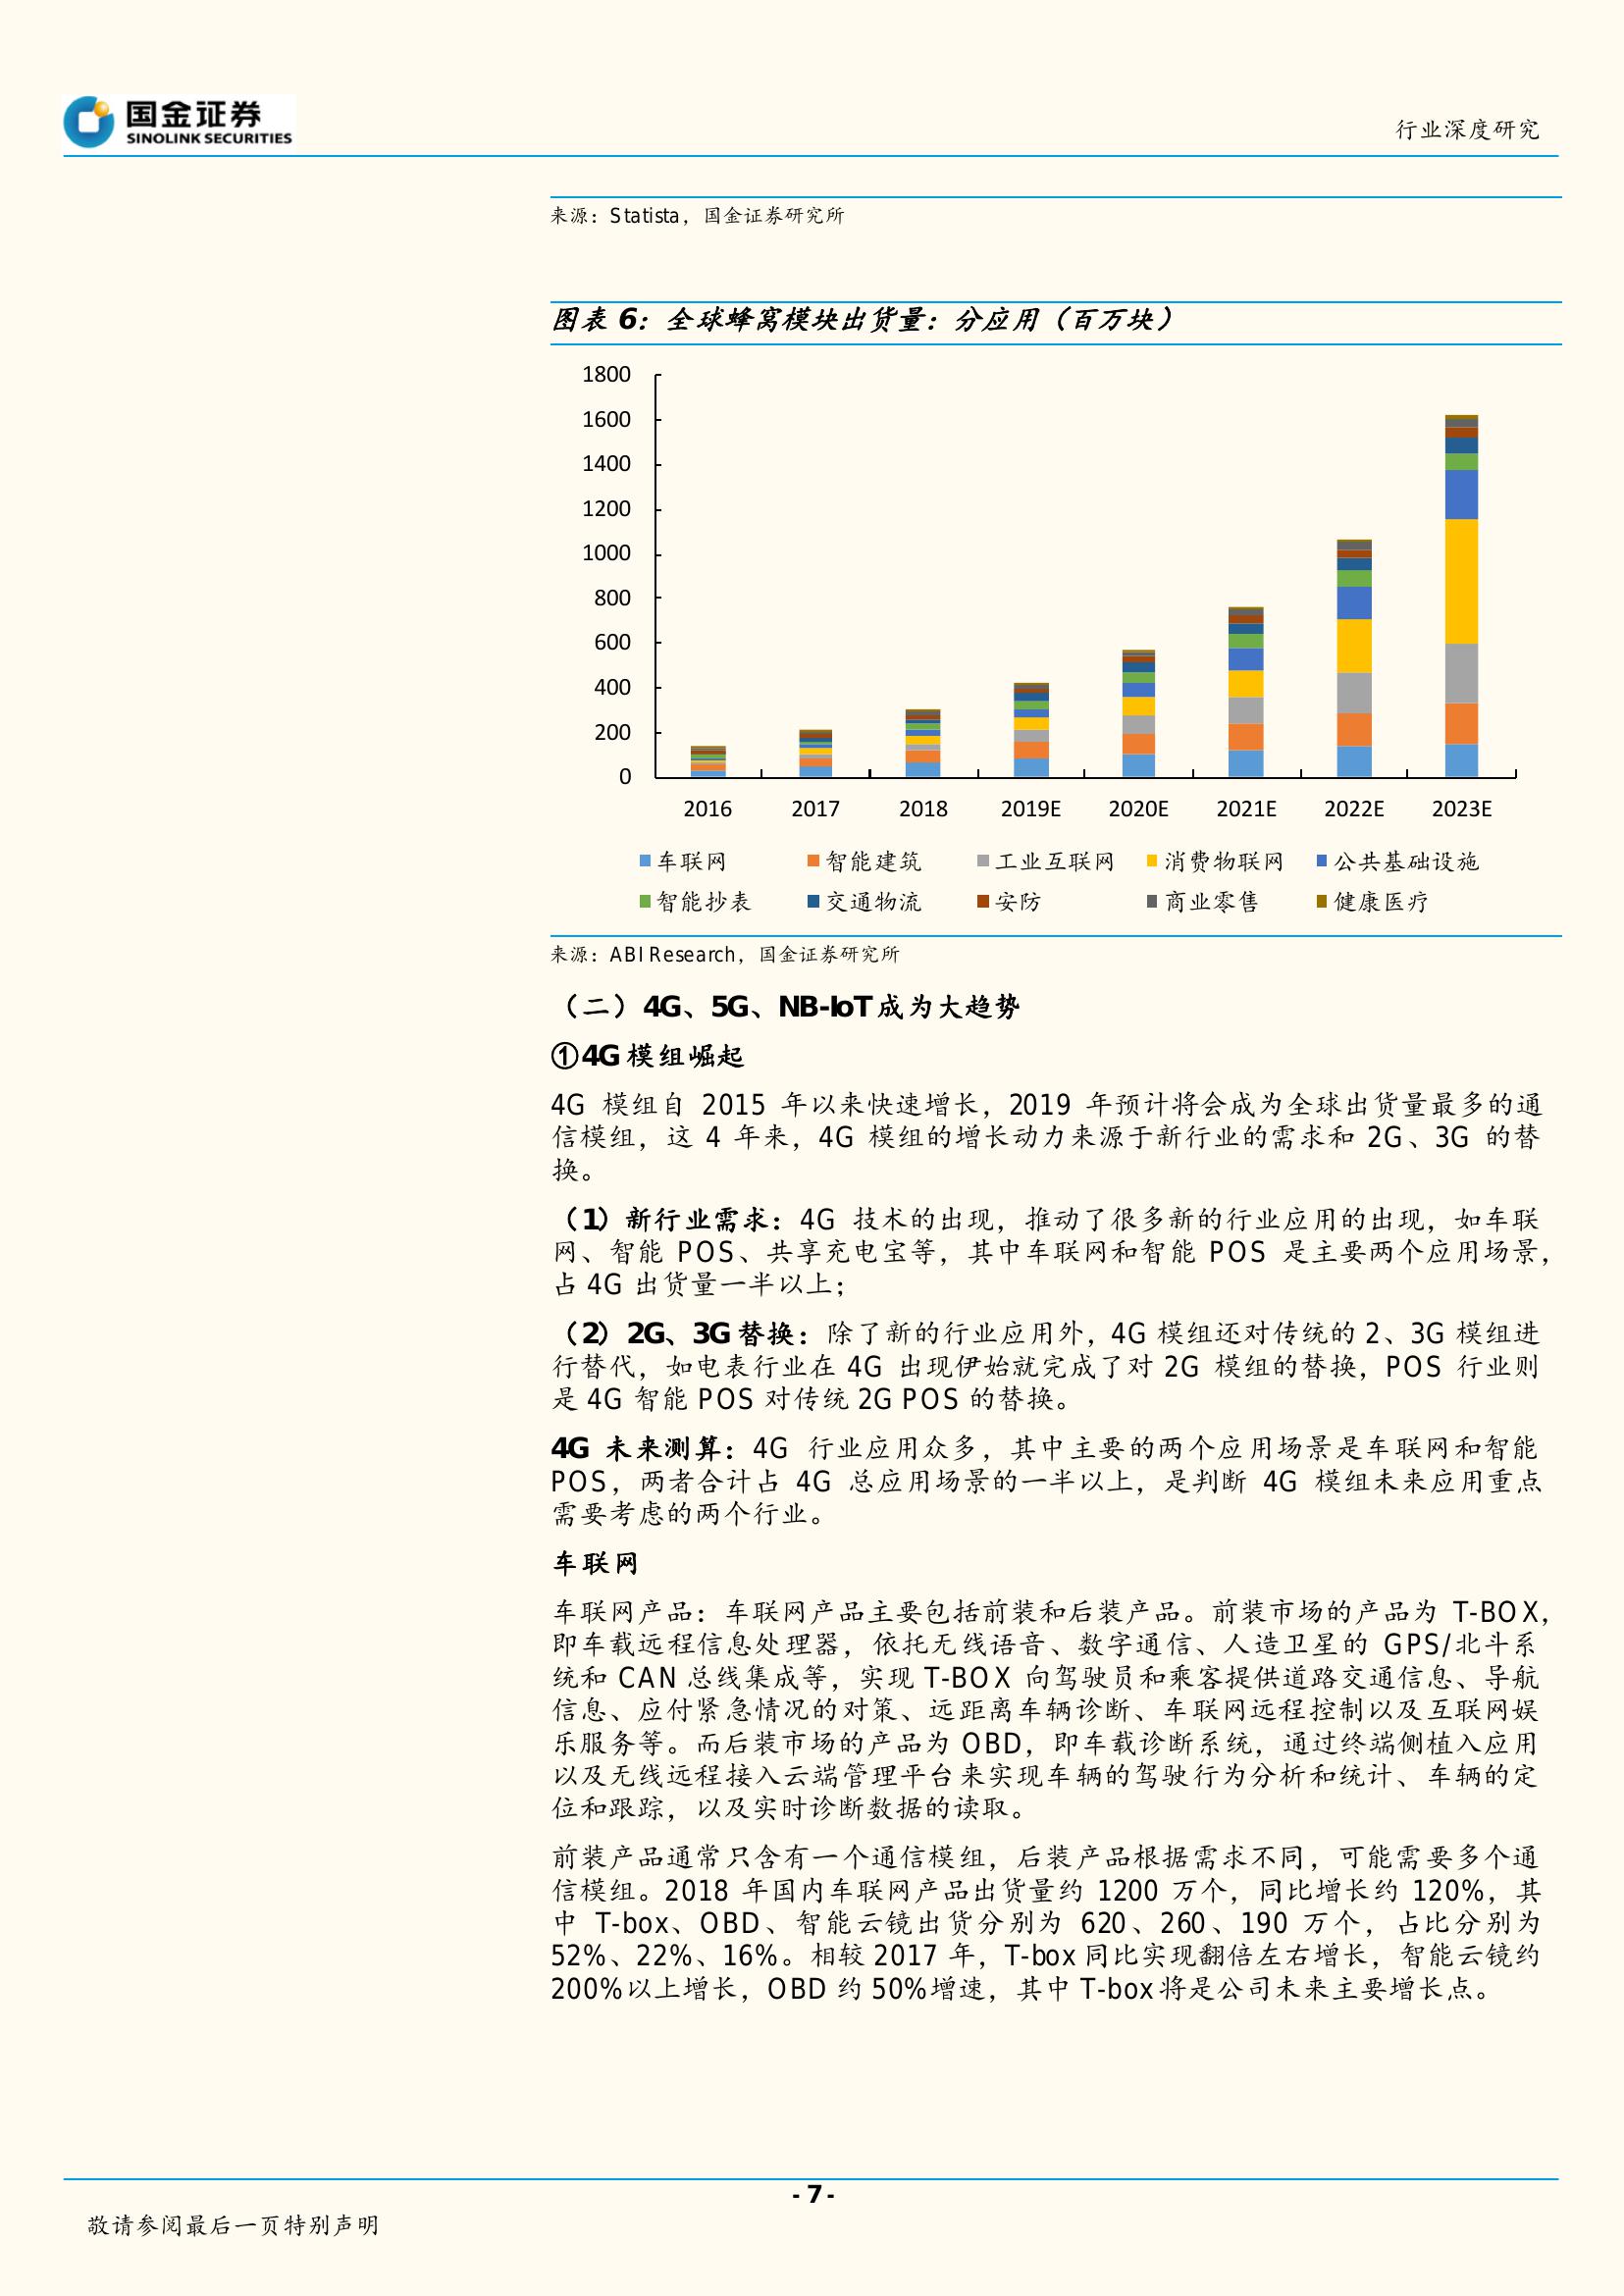 国金证券
SINOLINK SECURITIES
行业深度研究
来源：Statista，国金证券研究所
图表 6：全球蜂窝模块出货量：分应用（百万块）
1800
1600
1400
1200
1000
800
600
400
200
0
2016 2017 2018 2019E 2020E 2021E 2022E 2023E
车联网 智能建筑 工业互联网 消费物联网 公共基础设施
智能抄表 交通物流 安防 商业零售 健康医疗
来源：ABI Research，国金证券研究所
（二）4G、5G、NB-IoT 成为大趋势
①4G 模组崛起
4G 模组自 2015 年以来快速增长，2019 年预计将会成为全球出货量最多的通
信模组，这 4 年来，4G 模组的增长动力来源于新行业的需求和 2G、3G 的替
换。
（1）新行业需求：4G 技术的出现，推动了很多新的行业应用的出现，如车联
网、智能 POS、共享充电宝等，其中车联网和智能 POS 是主要两个应用场景，
占 4G 出货量一半以上；
（2）2G、3G 替换：除了新的行业应用外，4G 模组还对传统的 2、3G 模组进
行替代，如电表行业在 4G 出现伊始就完成了对 2G 模组的替换，POS 行业则
是 4G 智能 POS 对传统 2G POS 的替换。
4G 未来测算：4G 行业应用众多，其中主要的两个应用场景是车联网和智能
POS，两者合计占 4G 总应用场景的一半以上，是判断 4G 模组未来应用重点
需要考虑的两个行业。
车联网
车联网产品：车联网产品主要包括前装和后装产品。前装市场的产品为 T-BOX，
即车载远程信息处理器，依托无线语音、数字通信、人造卫星的 GPS/北斗系
统和 CAN 总线集成等，实现 T-BOX 向驾驶员和乘客提供道路交通信息、导航
信息、应付紧急情况的对策、远距离车辆诊断、车联网远程控制以及互联网娱
乐服务等。而后装市场的产品为 OBD，即车载诊断系统，通过终端侧植入应用
以及无线远程接入云端管理平台来实现车辆的驾驶行为分析和统计、车辆的定
位和跟踪，以及实时诊断数据的读取。
前装产品通常只含有一个通信模组，后装产品根据需求不同，可能需要多个通
信模组。2018 年国内车联网产品出货量约 1200 万个，同比增长约 120%，其
中 T-box、OBD、智能云镜出货分别为 620、260、190 万个，占比分别为
52%、22%、16%。相较 2017 年，T-box 同比实现翻倍左右增长，智能云镜约
200%以上增长，OBD 约 50%增速，其中 T-box 将是公司未来主要增长点。
- 7 -
敬请参阅最后一页特别声明